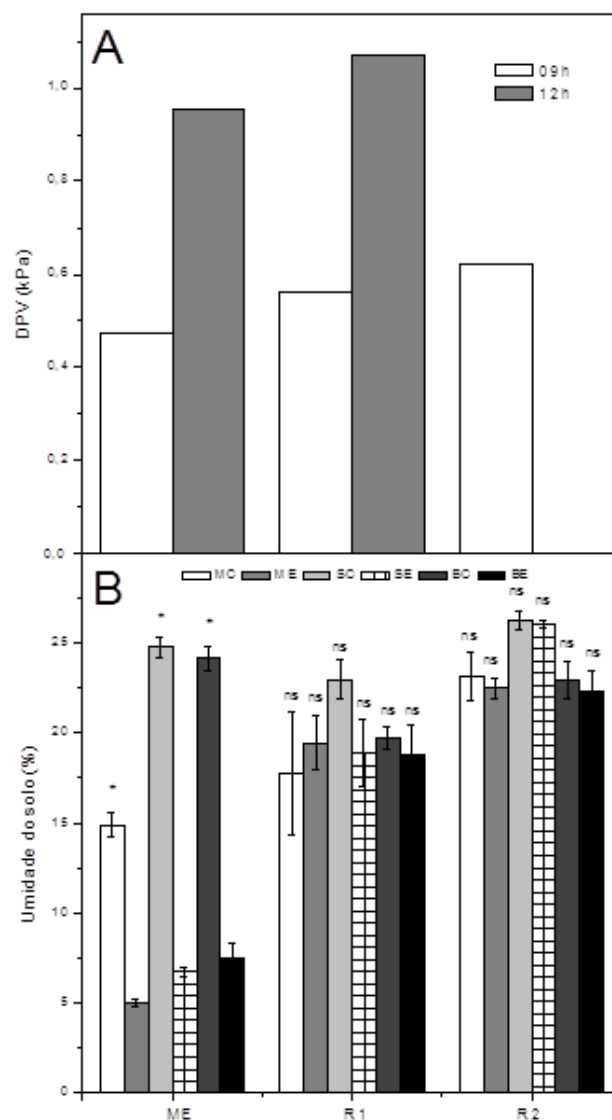 A
09h
12h
1,0
0,8
0,6
0,4
0,2
0,0
DPV (kPa)
B
MC ME SC SE BC BE
* * *
ns ns ns ns ns ns
ns ns ns ns ns ns
25
20
15
10
5
0
Umidade do solo (%)
ME R1 R2